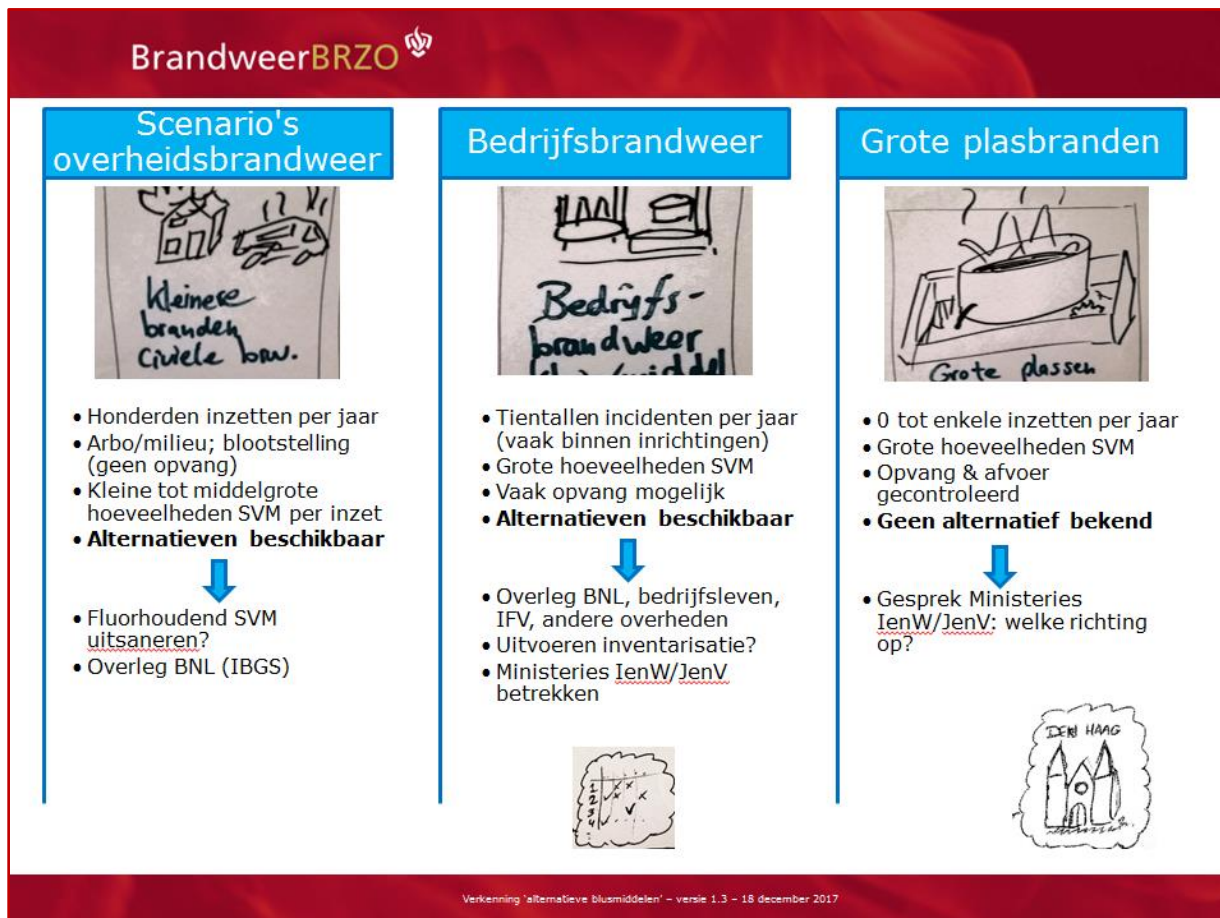 BrandweerBRZO
Scenario's
overheidsbrandweer
kleinere
branden
civiele brw.
• Honderden inzetten per jaar
• Arbo/milieu; blootstelling
(geen opvang)
• Kleine tot middelgrote
hoeveelheden SVM per inzet
• Alternatieven beschikbaar
• Fluorhoudend SVM
uitsaneren?
• Overleg BNL (IBGS)
Bedrijfsbrandweer
Bedrijfs-
brandweer
• Tientallen incidenten per jaar
(vaak binnen inrichtingen)
• Grote hoeveelheden SVM
• Vaak opvang mogelijk
• Alternatieven beschikbaar
• Overleg BNL, bedrijfsleven,
IFV, andere overheden
• Uitvoeren inventarisatie?
• Ministeries IenW/JenV
betrekken
1
2
3
4
Grote plasbranden
Grote plassen
• 0 tot enkele inzetten per jaar
• Grote hoeveelheden SVM
• Opvang & afvoer
gecontroleerd
• Geen alternatief bekend
• Gesprek Ministeries
IenW/JenV: welke richting
op?
DEN HAAG
Verkenning 'alternatieve blusmiddelen' – versie 1.3 – 18 december 2017